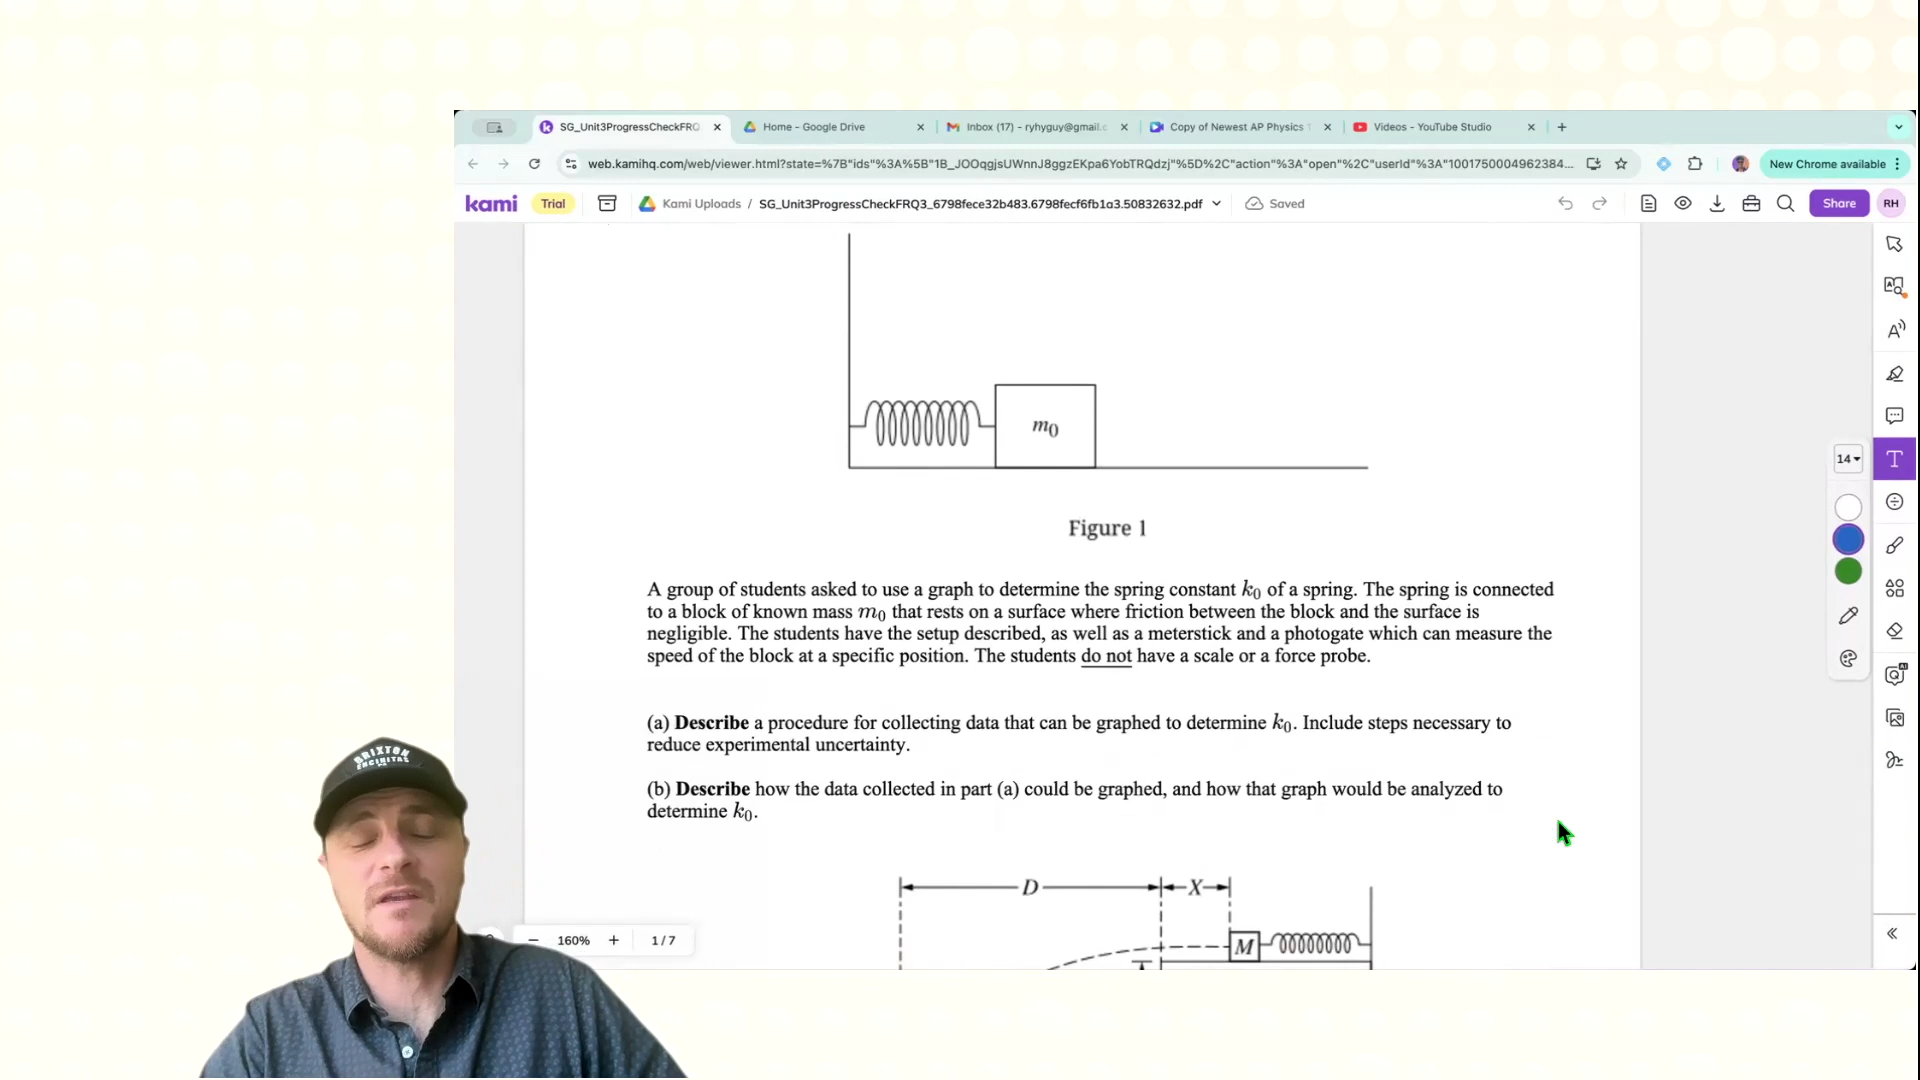 SG_Unit3ProgressCheckFRQ
Home - Google Drive
Inbox (17) - ryhyguy@gmail.c
Copy of Newest AP Physics 1
Videos - YouTube Studio
web.kamihq.com/web/viewer.html?state=%7B"ids"%3A%5B"1B_JOOqgjsUWnnJ8ggzEKpa6YobTRQdzj"%5D%2C"action"%3A"open"%2C"userId"%3A"1001750004962384...
New Chrome available
kami
Trial
Kami Uploads / SG_Unit3ProgressCheckFRQ3_6798fece32b483.6798fecf6fb1a3.50832632.pdf
Saved
Share
RH
m0
Figure 1
A group of students asked to use a graph to determine the spring constant k0 of a spring. The spring is connected
to a block of known mass m0 that rests on a surface where friction between the block and the surface is
negligible. The students have the setup described, as well as a meterstick and a photogate which can measure the
speed of the block at a specific position. The students do not have a scale or a force probe.
(a) Describe a procedure for collecting data that can be graphed to determine k0. Include steps necessary to
reduce experimental uncertainty.
(b) Describe how the data collected in part (a) could be graphed, and how that graph would be analyzed to
determine k0.
D
X
M
160%
1 / 7
14
T
BRIXTON
ENCINITAS